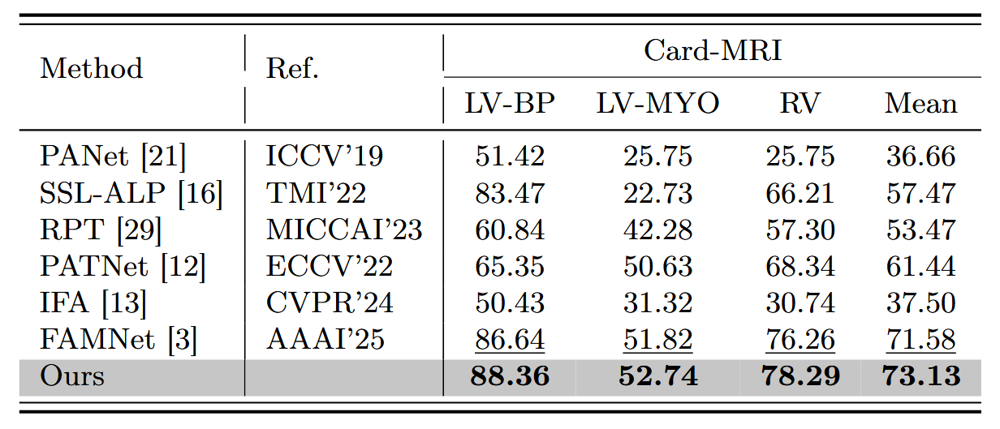 Method Ref. Card-MRI
LV-BP LV-MYO RV Mean
PANet [21] ICCV'19 51.42 25.75 25.75 36.66
SSL-ALP [16] TMI'22 83.47 22.73 66.21 57.47
RPT [29] MICCAI'23 60.84 42.28 57.30 53.47
PATNet [12] ECCV'22 65.35 50.63 68.34 61.44
IFA [13] CVPR'24 50.43 31.32 30.74 37.50
FAMNet [3] AAAI'25 86.64 51.82 76.26 71.58
Ours 88.36 52.74 78.29 73.13